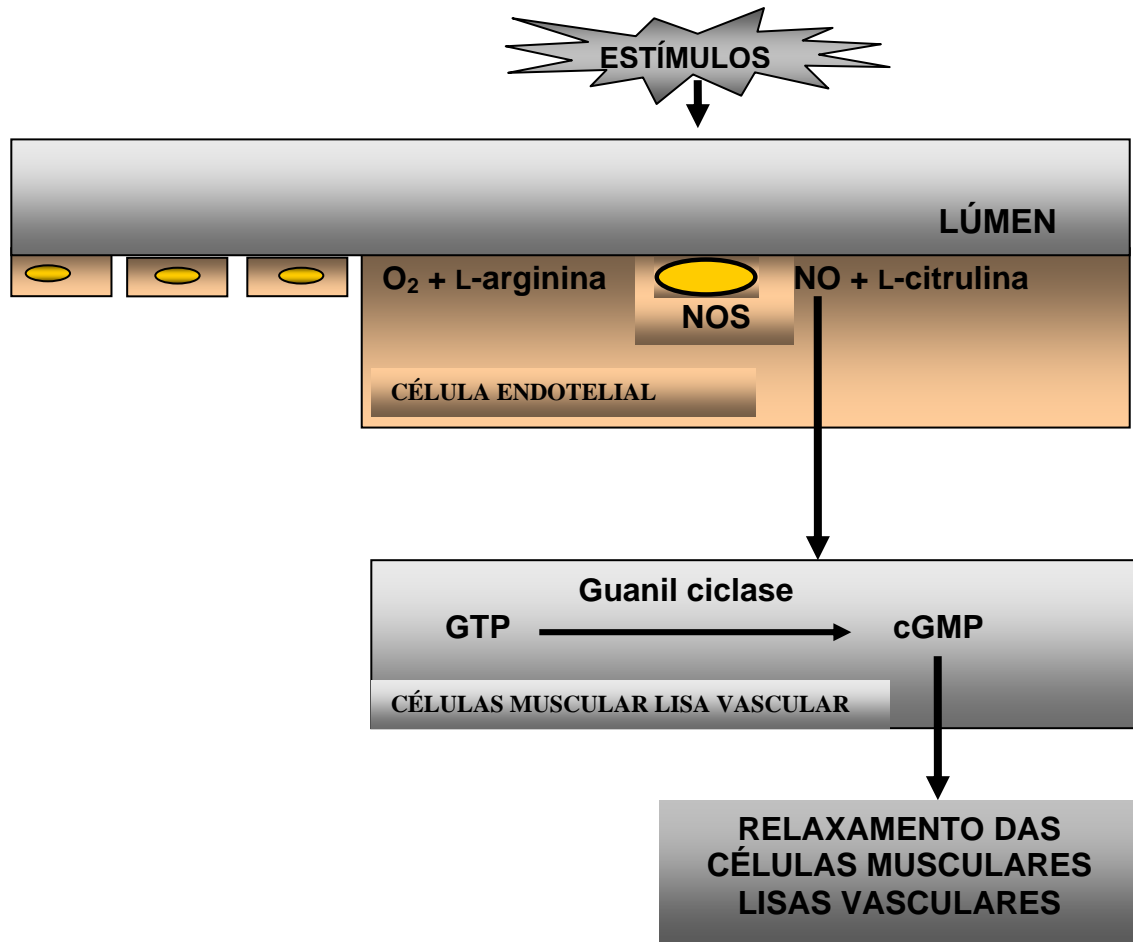 ESTÍMULOS
LÚMEN
O₂ + L-arginina NO + L-citrulina
NOS
CÉLULA ENDOTELIAL
Guanil ciclase
GTP cGMP
CÉLULAS MUSCULAR LISA VASCULAR
RELAXAMENTO DAS
CÉLULAS MUSCULARES
LISAS VASCULARES